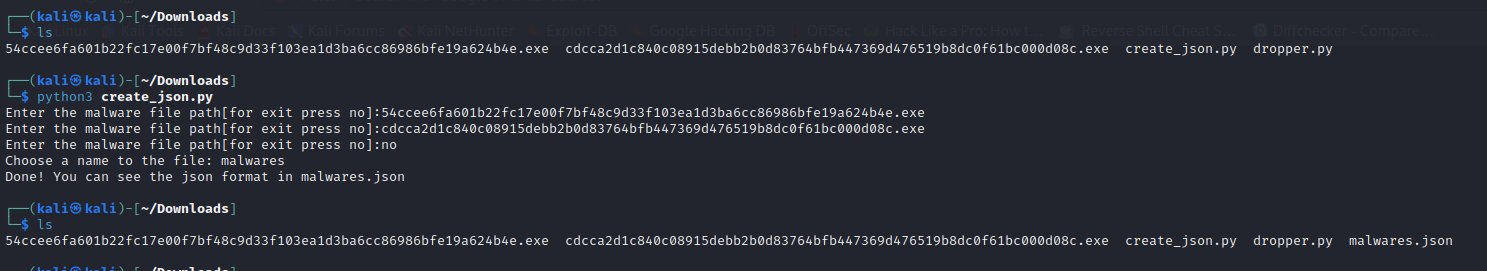 ┌──(kali㉿kali)-[~/Downloads]
└─$ ls
54ccee6fa601b22fc17e00f7bf48c9d33f103ea1d3ba6cc86986bfe19a624b4e.exe  cdcca2d1c840c08915debb2b0d83764bfb447369d476519b8dc0f61bc000d08c.exe  create_json.py  dropper.py
┌──(kali㉿kali)-[~/Downloads]
└─$ python3 create_json.py
Enter the malware file path[for exit press no]:54ccee6fa601b22fc17e00f7bf48c9d33f103ea1d3ba6cc86986bfe19a624b4e.exe
Enter the malware file path[for exit press no]:cdcca2d1c840c08915debb2b0d83764bfb447369d476519b8dc0f61bc000d08c.exe
Enter the malware file path[for exit press no]:no
Choose a name to the file: malwares
Done! You can see the json format in malwares.json
┌──(kali㉿kali)-[~/Downloads]
└─$ ls
54ccee6fa601b22fc17e00f7bf48c9d33f103ea1d3ba6cc86986bfe19a624b4e.exe  cdcca2d1c840c08915debb2b0d83764bfb447369d476519b8dc0f61bc000d08c.exe  create_json.py  dropper.py  malwares.json
┌──(kali㉿kali)-[~/Downloads]